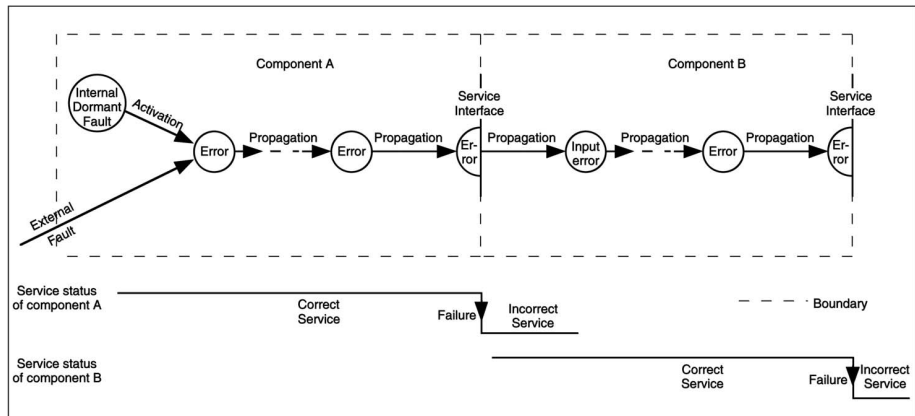 Component A
Component B
Internal
Dormant
Fault
Activation
Service
Interface
Service
Interface
Error
Propagation
Error
Propagation
Er-
ror
Propagation
Input
error
Propagation
Error
Propagation
Er-
ror
External
Fault
Service status
of component A
Correct
Service
Failure
Incorrect
Service
Boundary
Service status
of component B
Correct
Service
Failure
Incorrect
Service